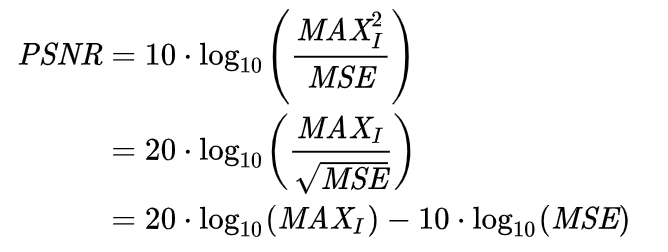 PSNR = 10 · log₁₀ ( MAX_I² / MSE )
= 20 · log₁₀ ( MAX_I / √MSE )
= 20 · log₁₀ (MAX_I) − 10 · log₁₀ (MSE)